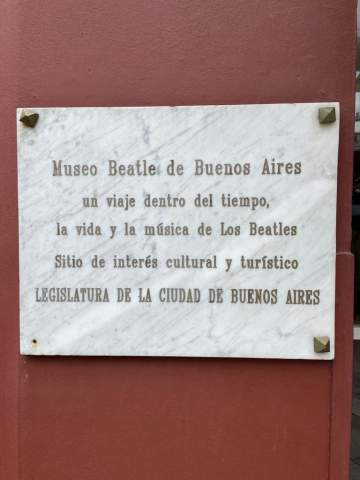 Museo Beatle de Buenos Aires
un viaje dentro del tiempo,
la vida y la música de Los Beatles
Sitio de interés cultural y turístico
LEGISLATURA DE LA CIUDAD DE BUENOS AIRES